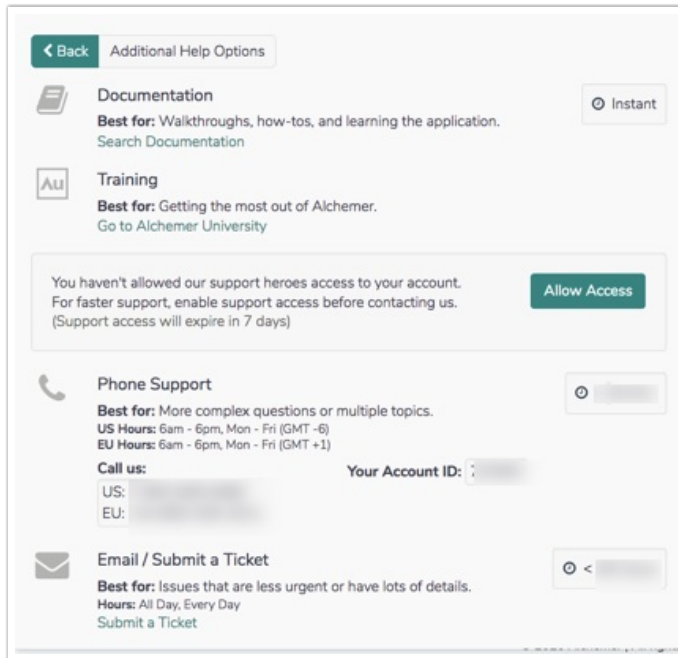 Back Additional Help Options
Documentation
Instant
Best for: Walkthroughs, how-tos, and learning the application.
Search Documentation
Au
Training
Best for: Getting the most out of Alchemer.
Go to Alchemer University
You haven't allowed our support heroes access to your account.
For faster support, enable support access before contacting us.
(Support access will expire in 7 days)
Allow Access
Phone Support
Best for: More complex questions or multiple topics.
US Hours: 6am - 6pm, Mon - Fri (GMT -6)
EU Hours: 6am - 6pm, Mon - Fri (GMT +1)
Call us:
Your Account ID:
US:
EU:
Email / Submit a Ticket
<
Best for: Issues that are less urgent or have lots of details.
Hours: All Day, Every Day
Submit a Ticket